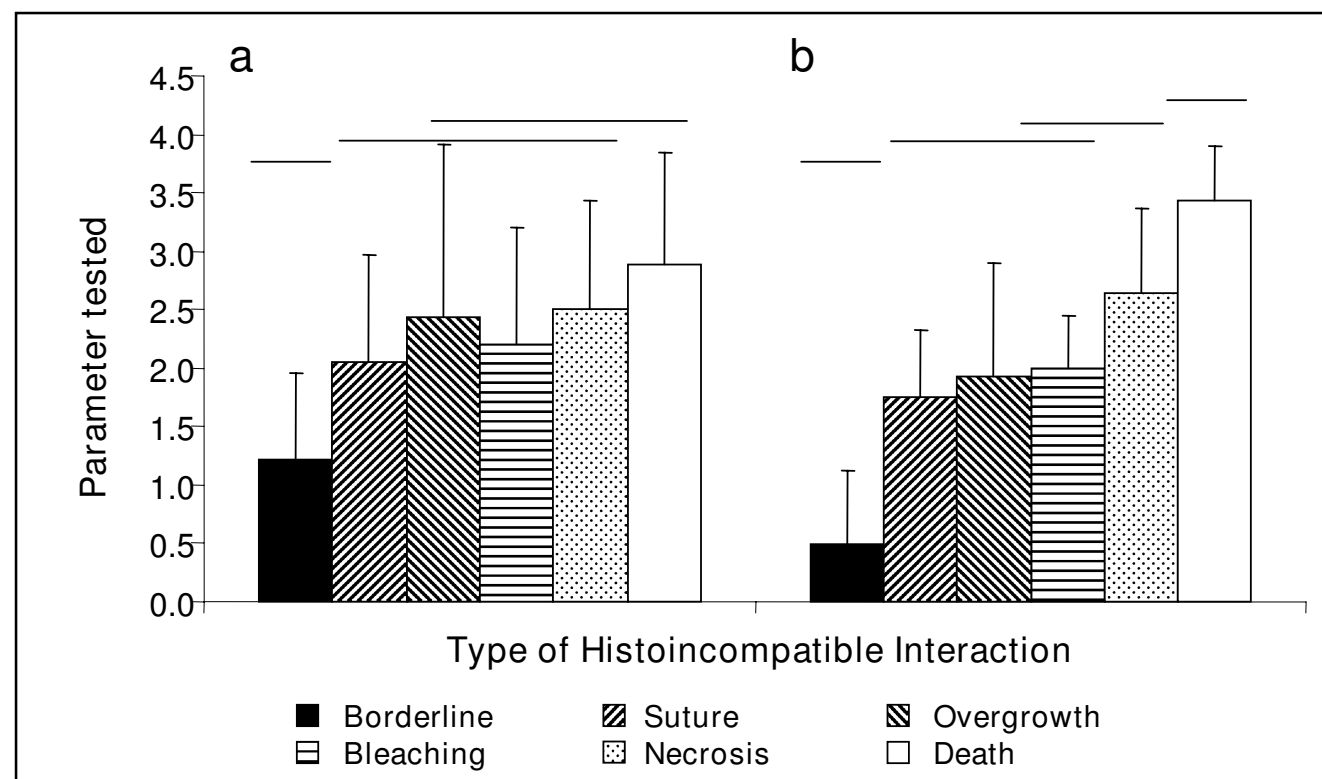 a b
4.5
4.0
3.5
3.0
2.5
2.0
1.5
1.0
0.5
0.0
Parameter tested
Type of Histoincompatible Interaction
Borderline Suture Overgrowth
Bleaching Necrosis Death